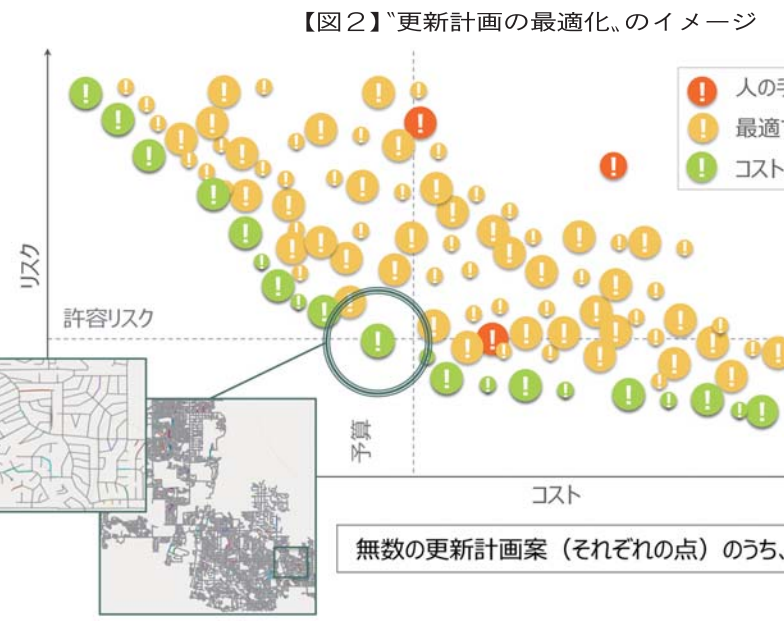 【図2】〝更新計画の最適化〟のイメージ
人の手
最適
コスト
リスク
許容リスク
予算
コスト
無数の更新計画案（それぞれの点）のうち、